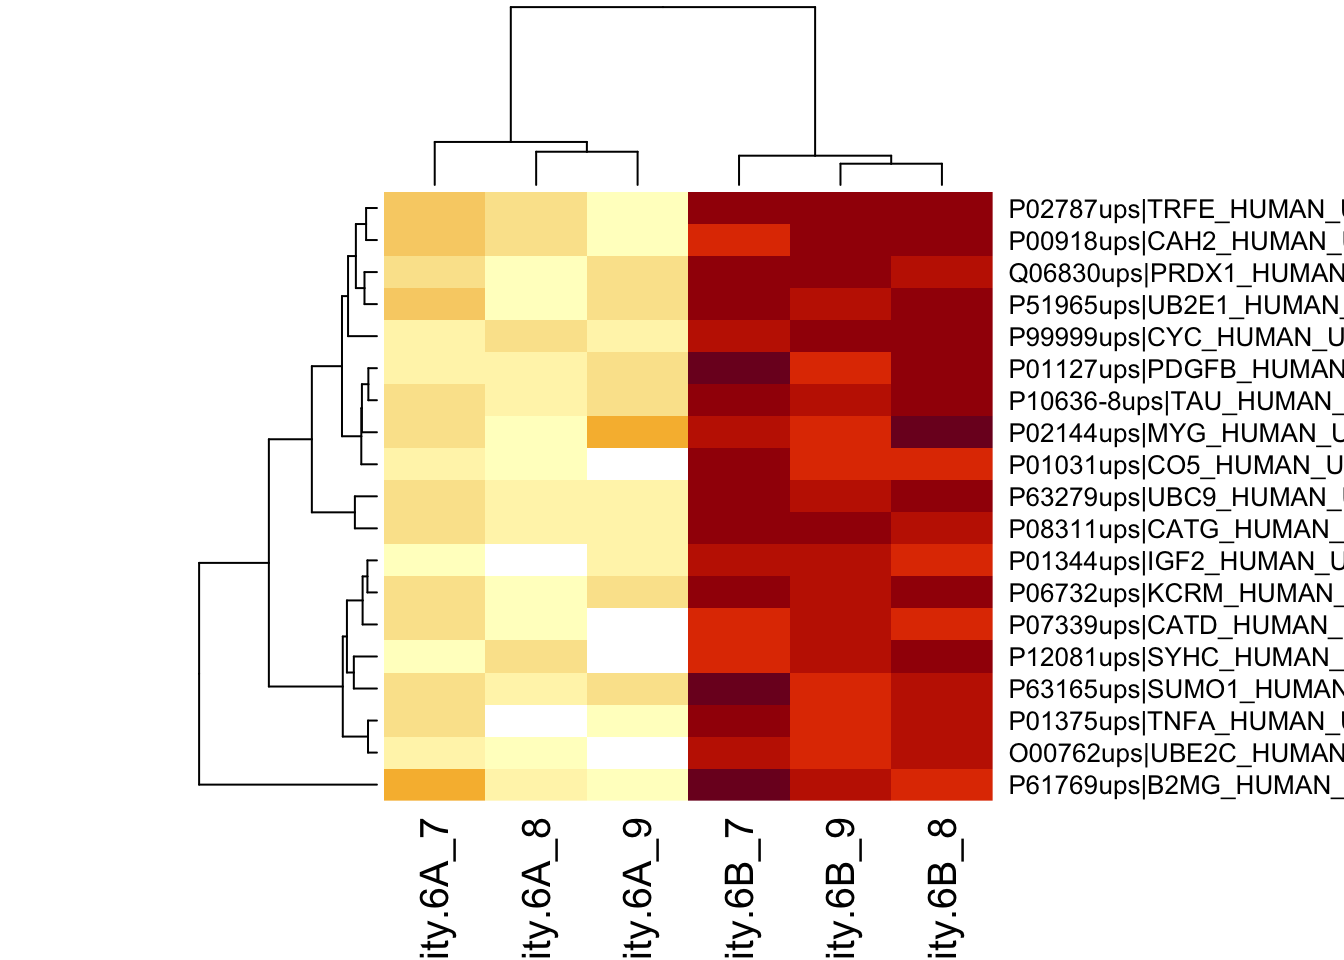 P02787ups|TRFE_HUMAN_U
P00918ups|CAH2_HUMAN_
Q06830ups|PRDX1_HUMAN
P51965ups|UB2E1_HUMAN_
P99999ups|CYC_HUMAN_U
P01127ups|PDGFB_HUMAN
P10636-8ups|TAU_HUMAN_
P02144ups|MYG_HUMAN_U
P01031ups|CO5_HUMAN_U
P63279ups|UBC9_HUMAN_
P08311ups|CATG_HUMAN_
P01344ups|IGF2_HUMAN_U
P06732ups|KCRM_HUMAN_
P07339ups|CATD_HUMAN_
P12081ups|SYHC_HUMAN_
P63165ups|SUMO1_HUMAN
P01375ups|TNFA_HUMAN_U
O00762ups|UBE2C_HUMAN
P61769ups|B2MG_HUMAN_
ity.6A_7
ity.6A_8
ity.6A_9
ity.6B_7
ity.6B_9
ity.6B_8